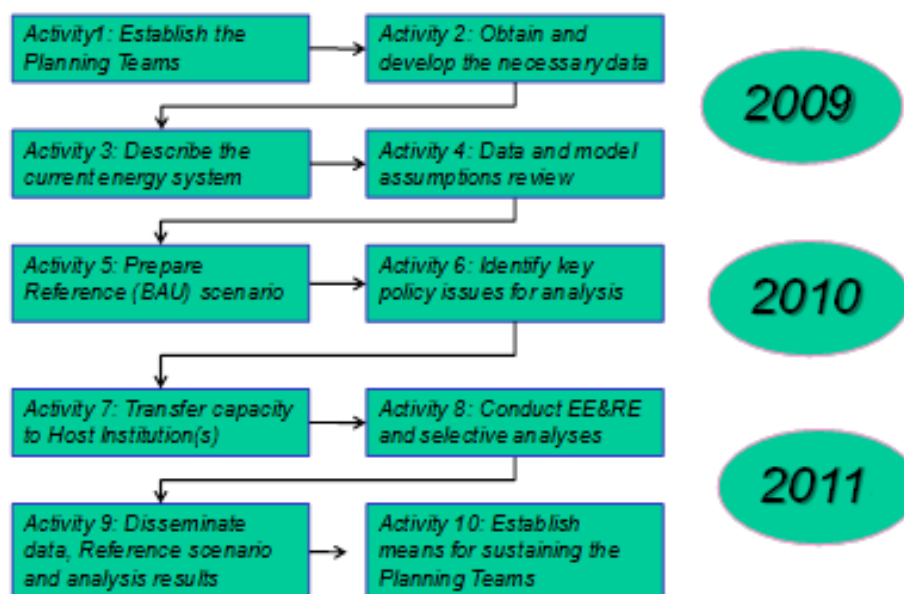 Activity1: Establish the
Planning Teams
Activity 2: Obtain and
develop the necessary data
2009
Activity 3: Describe the
current energy system
Activity 4: Data and model
assumptions review
Activity 5: Prepare
Reference (BAU) scenario
Activity 6: Identify key
policy issues for analysis
2010
Activity 7: Transfer capacity
to Host Institution(s)
Activity 8: Conduct EE&RE
and selective analyses
2011
Activity 9: Disseminate
data, Reference scenario
and analysis results
Activity 10: Establish
means for sustaining the
Planning Teams